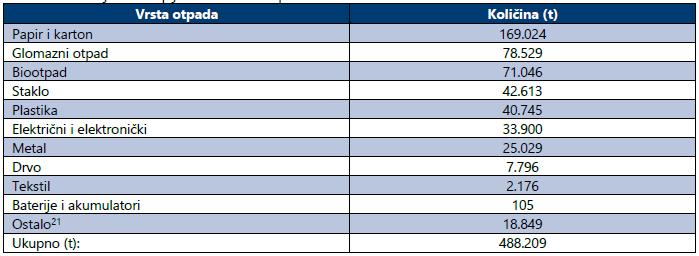 Vrsta otpada Količina (t)
Papir i karton 169.024
Glomazni otpad 78.529
Biootpad 71.046
Staklo 42.613
Plastika 40.745
Električni i elektronički 33.900
Metal 25.029
Drvo 7.796
Tekstil 2.176
Baterije i akumulatori 105
Ostalo21 18.849
Ukupno (t): 488.209